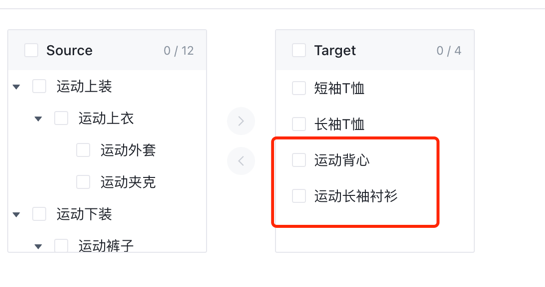 Source 0 / 12
运动上装
运动上衣
运动外套
运动夹克
运动下装
运动裤子
Target 0 / 4
短袖T恤
长袖T恤
运动背心
运动长袖衬衫